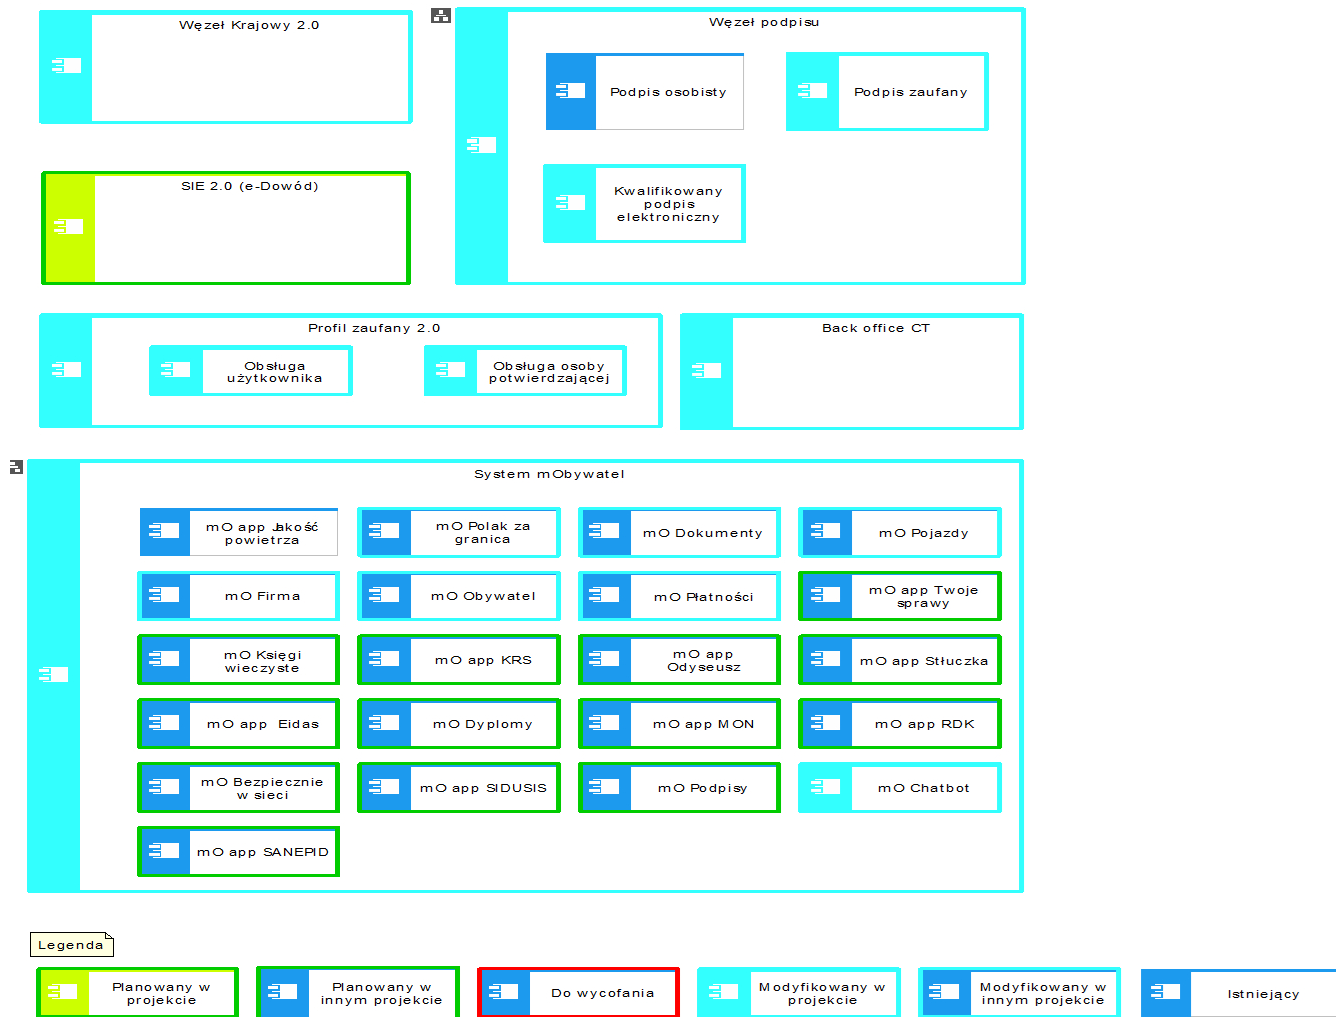 Węzeł Krajowy 2.0
Węzeł podpisu
Podpis osobisty
Podpis zaufany
Kwalifikowany
podpis
elektroniczny
SIE 2.0 (e-Dowód)
Profil zaufany 2.0
Obsługa
użytkownika
Obsługa osoby
potwierdzającej
Back office CT
System mObywatel
mO app Jakość
powietrza
mO Polak za
granica
mO Dokumenty
mO Pojazdy
mO Firma
mO Obywatel
mO Płatności
mO app Twoje
sprawy
mO Księgi
wieczyste
mO app KRS
mO app
Odyseusz
mO app Stłuczka
mO app Eidas
mO Dyplomy
mO app MON
mO app RDK
mO Bezpiecznie
w sieci
mO app SIDUSIS
mO Podpisy
mO Chatbot
mO app SANEPID
Legenda
Planowany w
projekcie
Planowany w
innym projekcie
Do wycofania
Modyfikowany w
projekcie
Modyfikowany w
innym projekcie
Istniejący